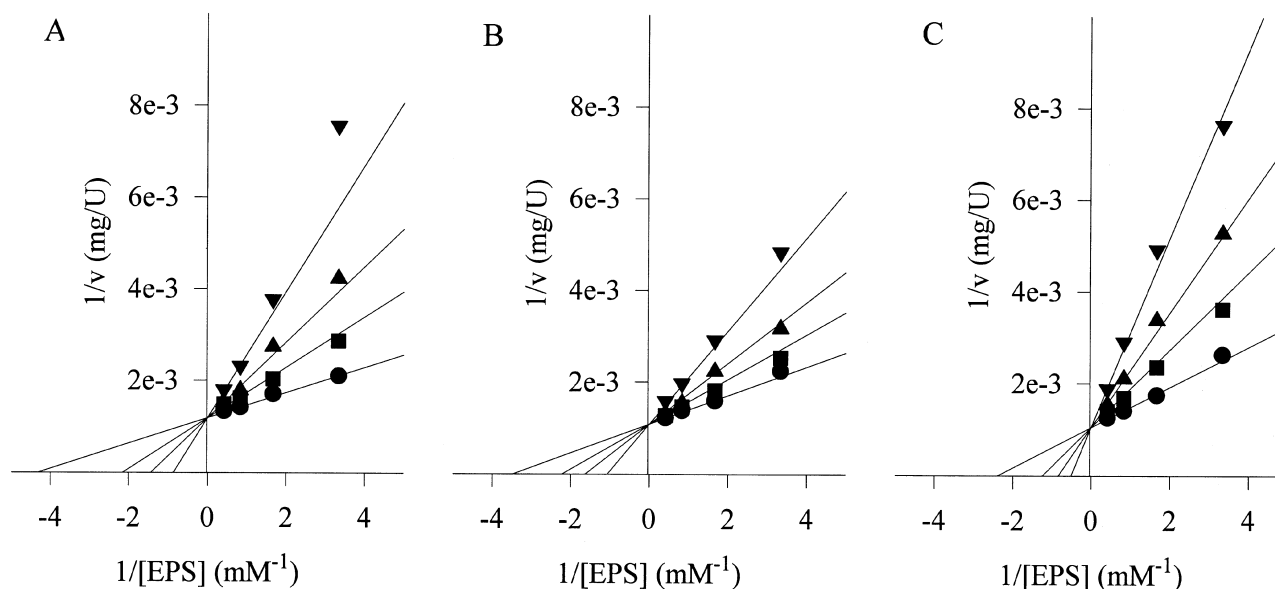 A
8e-3
6e-3
4e-3
2e-3
1/v (mg/U)
-4 -2 0 2 4
1/[EPS] (mM⁻¹)
B
8e-3
6e-3
4e-3
2e-3
1/v (mg/U)
-4 -2 0 2 4
1/[EPS] (mM⁻¹)
C
8e-3
6e-3
4e-3
2e-3
1/v (mg/U)
-4 -2 0 2 4
1/[EPS] (mM⁻¹)